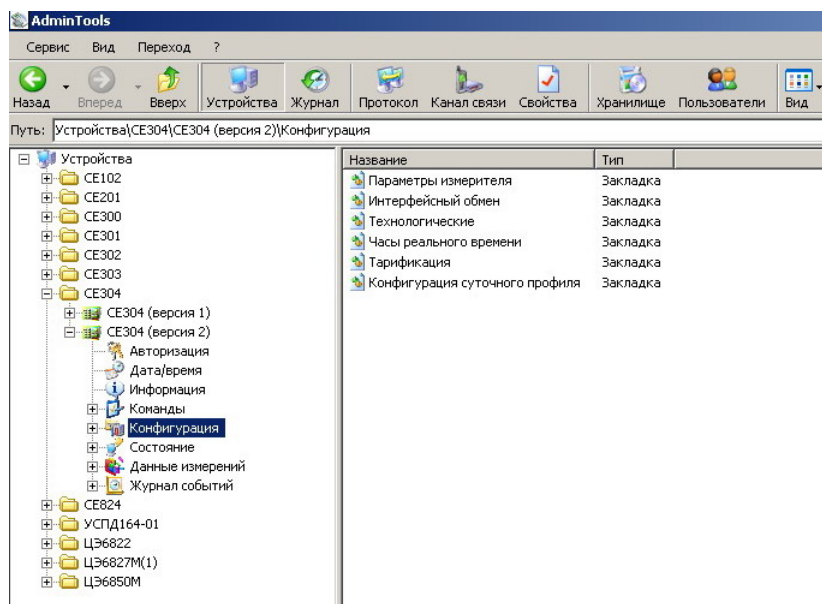 AdminTools
Сервис Вид Переход ?
Назад Вперед Вверх Устройства Журнал Протокол Канал связи Свойства Хранилище Пользователи Вид
Путь: Устройства\CE304\CE304 (версия 2)\Конфигурация
Устройства
CE102
CE201
CE300
CE301
CE302
CE303
CE304
CE304 (версия 1)
CE304 (версия 2)
Авторизация
Дата/время
Информация
Команды
Конфигурация
Состояние
Данные измерений
Журнал событий
CE824
УСПД164-01
ЦЭ6822
ЦЭ6827М(1)
ЦЭ6850М
Название Тип
Параметры измерителя Закладка
Интерфейсный обмен Закладка
Технологические Закладка
Часы реального времени Закладка
Тарификация Закладка
Конфигурация суточного профиля Закладка